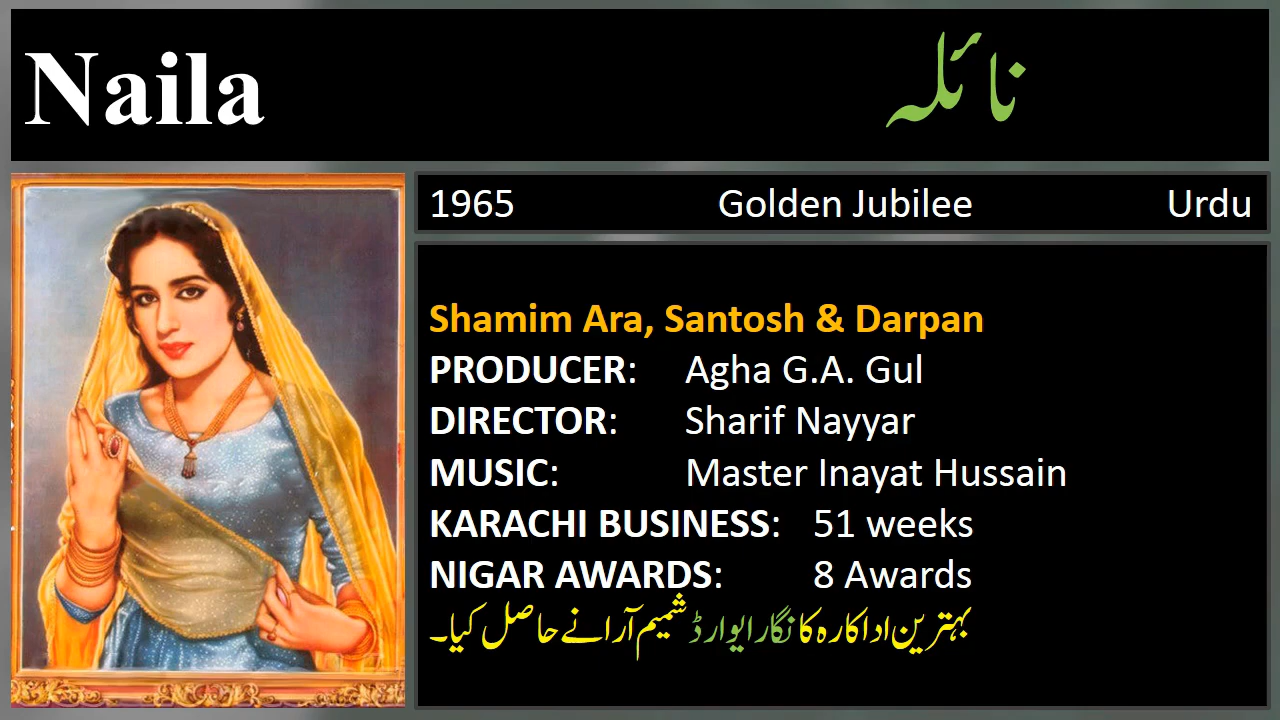 Naila
نائلہ
1965 Golden Jubilee Urdu
Shamim Ara, Santosh & Darpan
PRODUCER: Agha G.A. Gul
DIRECTOR: Sharif Nayyar
MUSIC: Master Inayat Hussain
KARACHI BUSINESS: 51 weeks
NIGAR AWARDS: 8 Awards
بہترین اداکارہ کا نگار ایوارڈ شمیم آرا نے حاصل کیا۔